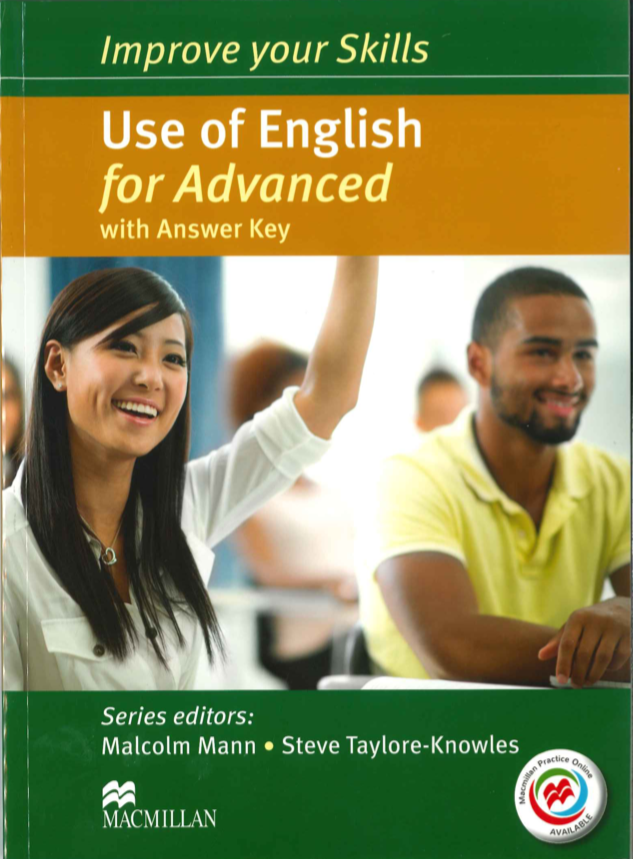 Improve your Skills
Use of English
for Advanced
with Answer Key
Series editors:
Malcolm Mann • Steve Taylore-Knowles
MACMILLAN
Macmillan Practice Online
AVAILABLE